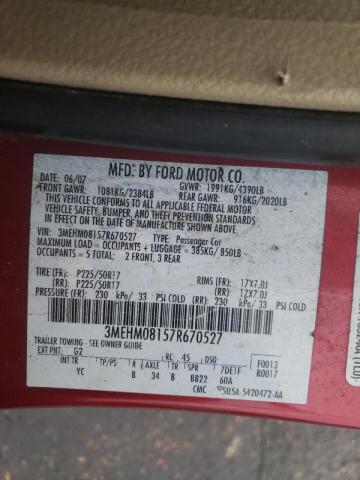 MFD. BY FORD MOTOR CO.
DATE: 06/07 GVWR: 1991KG/4390LB
FRONT GAWR: 1081KG/2384LB REAR GAWR: 916KG/2020LB
THIS VEHICLE CONFORMS TO ALL APPLICABLE FEDERAL MOTOR
VEHICLE SAFETY, BUMPER, AND THEFT PREVENTION STANDARDS IN
EFFECT ON THE DATE OF MANUFACTURE SHOWN ABOVE.
VIN: 3MEHM08157R670527 TYPE: Passenger Car
MAXIMUM LOAD = OCCUPANTS + LUGGAGE = 385KG/ 850LB
OCCUPANTS = 5 TOTAL: 2 FRONT, 3 REAR
TIRE(FR): P225/50R17 RIMS (FR): 17X7.0J
(RR): P225/50R17 (RR): 17X7.0J
PRESSURE (FR): 230 kPa/ 33 PSI COLD
(RR): 230 kPa/ 33 PSI COLD
3MEHM08157R670527
TRAILER TOWING - SEE OWNER GUIDE
EXT PNT: G2 RC: 45 DSO: F0013
R0017
INT TR TP/PS R AX TR
YC B 34 B BB22 60A 7DE1F
CMC 5U5A-5420472-AA